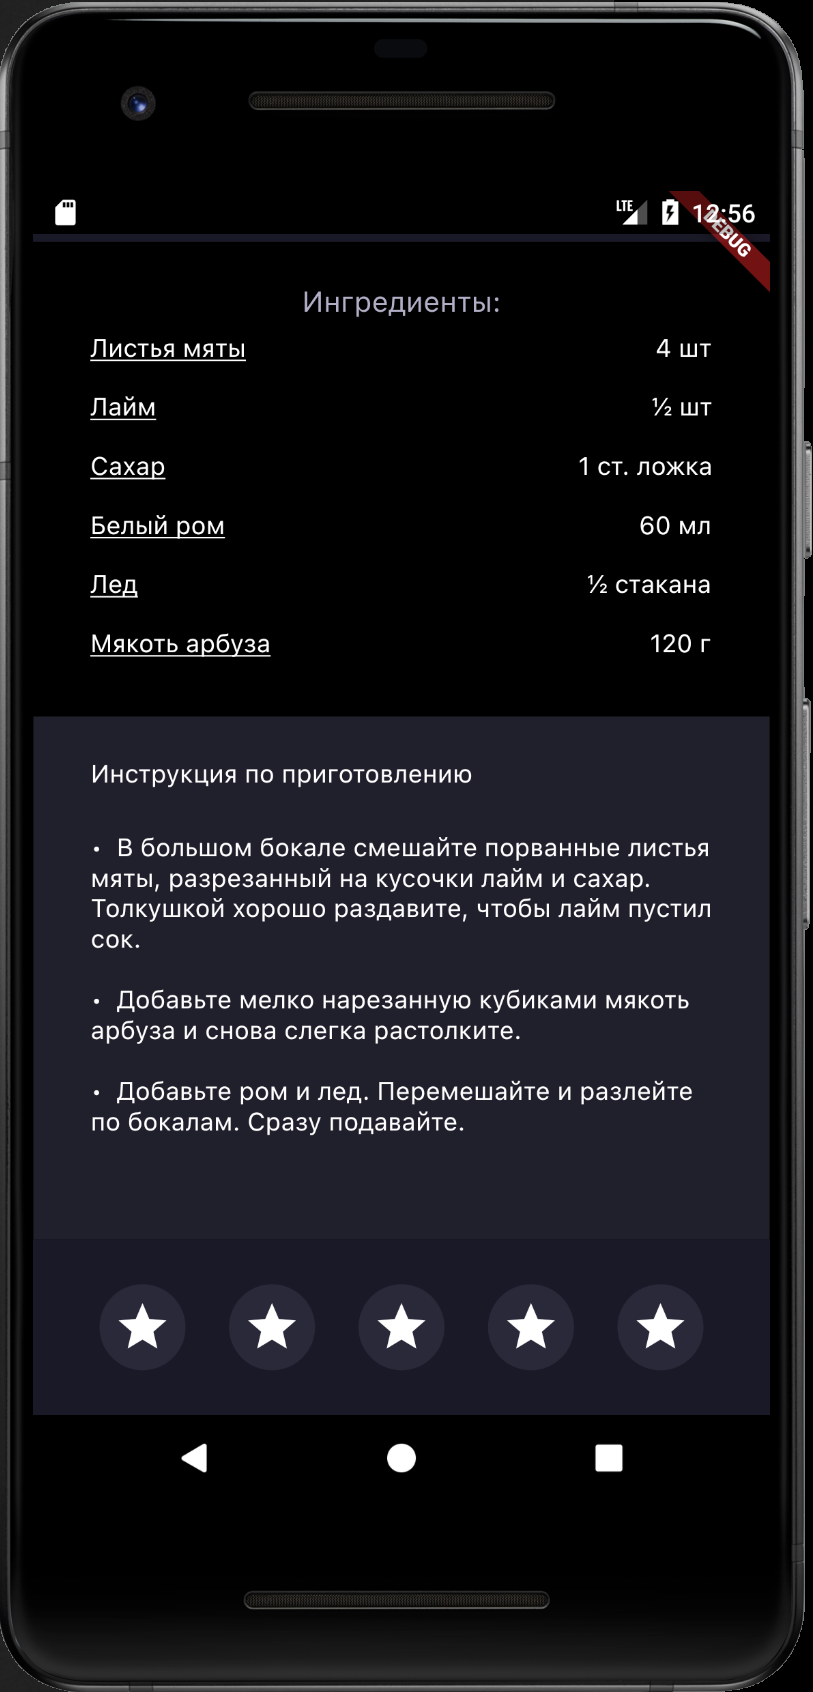 LTE 12:56
DEBUG
Ингредиенты:
Листья мяты 4 шт
Лайм ½ шт
Сахар 1 ст. ложка
Белый ром 60 мл
Лед ½ стакана
Мякоть арбуза 120 г
Инструкция по приготовлению
• В большом бокале смешайте порванные листья
мяты, разрезанный на кусочки лайм и сахар.
Толкушкой хорошо раздавите, чтобы лайм пустил
сок.
• Добавьте мелко нарезанную кубиками мякоть
арбуза и снова слегка растолките.
• Добавьте ром и лед. Перемешайте и разлейте
по бокалам. Сразу подавайте.